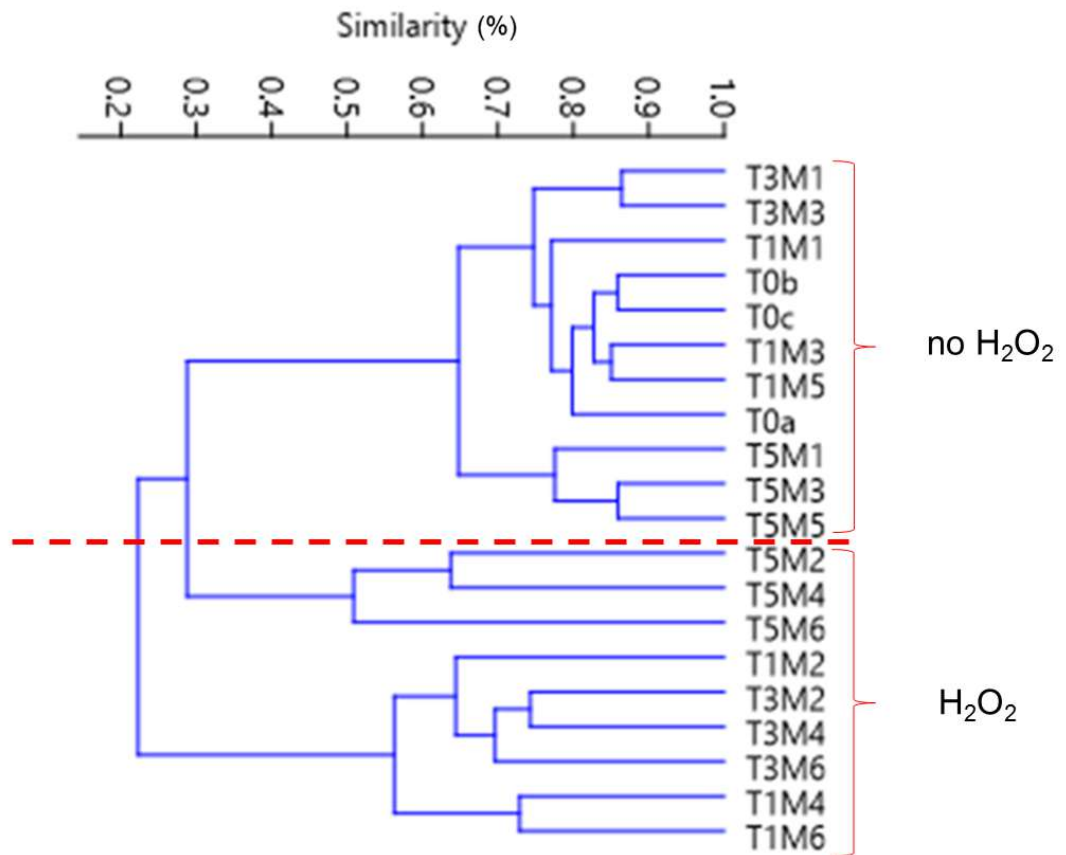 Similarity (%)
0.2 0.3 0.4 0.5 0.6 0.7 0.8 0.9 1.0
T3M1
T3M3
T1M1
T0b
T0c
T1M3
T1M5
T0a
T5M1
T5M3
T5M5
no H₂O₂
T5M2
T5M4
T5M6
T1M2
T3M2
T3M4
T3M6
T1M4
T1M6
H₂O₂